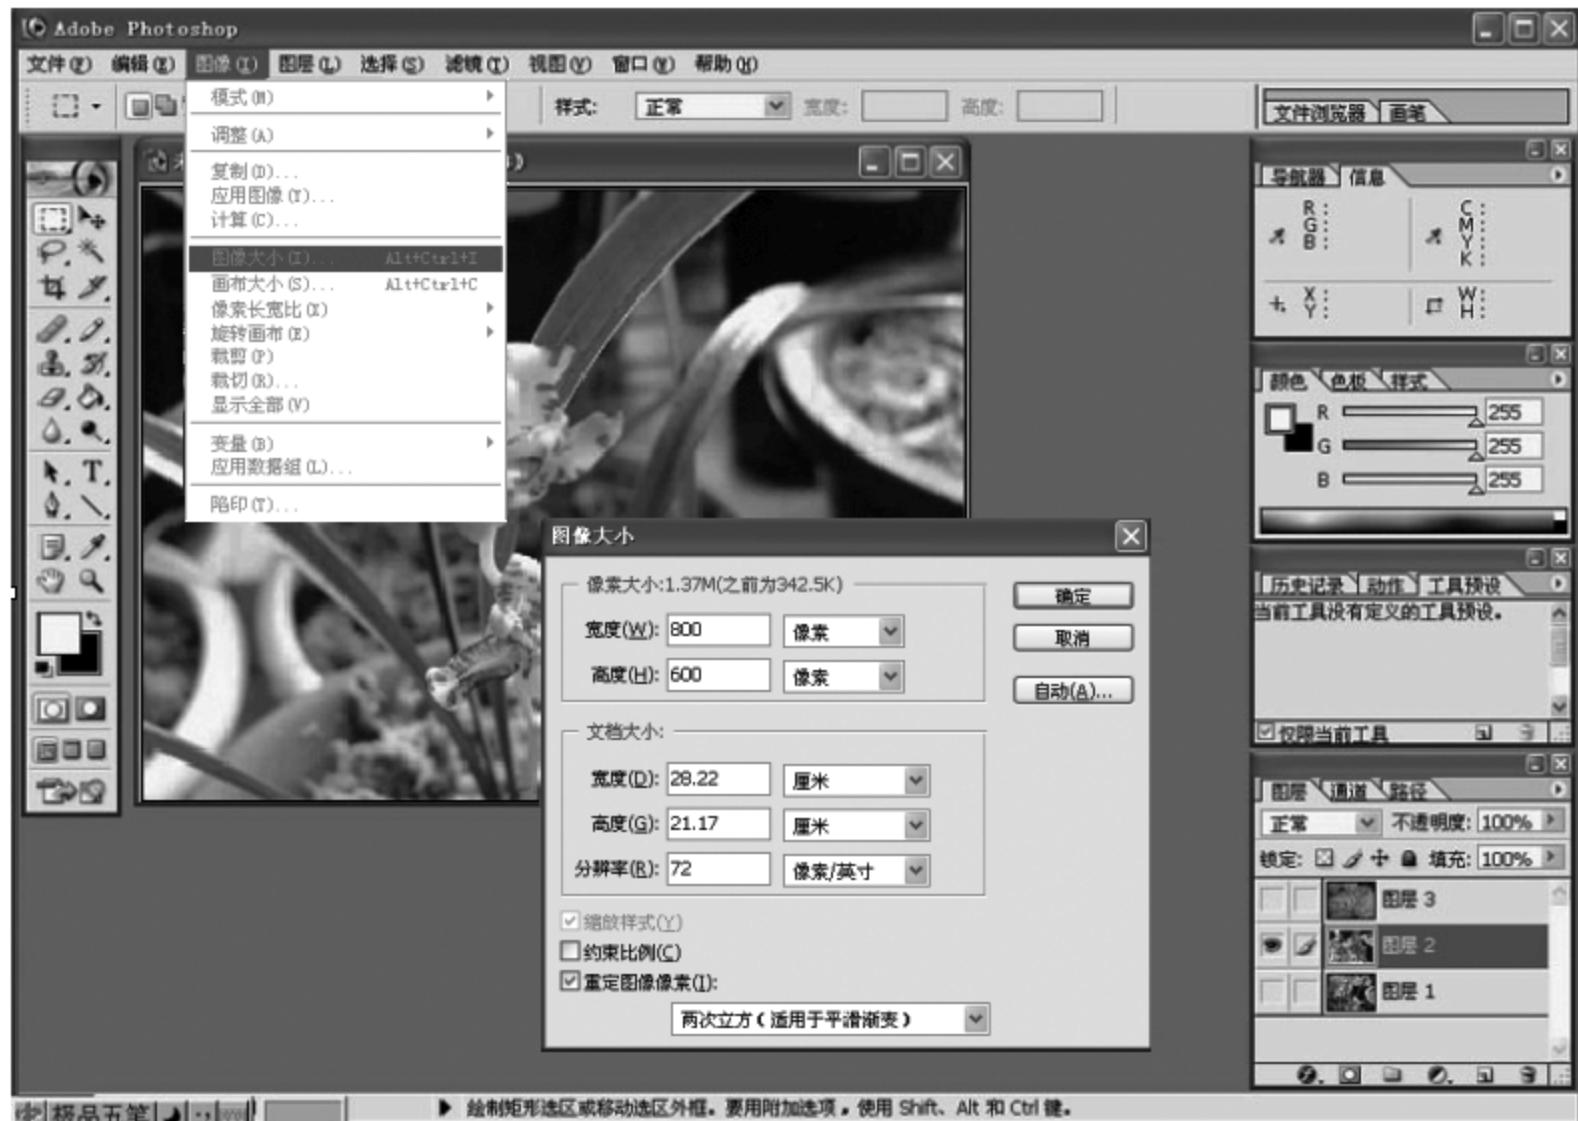 Adobe Photoshop
文件(F) 编辑(E) 图像(I) 图层(L) 选择(S) 滤镜(T) 视图(V) 窗口(W) 帮助(H)
样式: 正常 宽度: 高度:
文件浏览器 画笔
模式(M)
调整(A)
复制(D)...
应用图像(Y)...
计算(C)...
图像大小(I)... Alt+Ctrl+I
画布大小(S)... Alt+Ctrl+C
像素长宽比(X)
旋转画布(E)
裁剪(P)
裁切(R)...
显示全部(V)
变量(B)
应用数据组(L)...
陷印(T)...
图像大小
像素大小:1.37M(之前为342.5K)
宽度(W): 800 像素
高度(H): 600 像素
确定
取消
自动(A)...
文档大小:
宽度(D): 28.22 厘米
高度(G): 21.17 厘米
分辨率(R): 72 像素/英寸
缩放样式(Y)
约束比例(C)
重定图像像素(I):
两次立方(适用于平滑渐变)
导航器 信息
R:
G:
B:
C:
M:
Y:
K:
X:
Y:
W:
H:
颜色 色板 样式
R 255
G 255
B 255
历史记录 动作 工具预设
当前工具没有定义的工具预设。
仅限当前工具
图层 通道 路径
正常 不透明度: 100%
锁定: 填充: 100%
图层 3
图层 2
图层 1
极品五笔
绘制矩形选区或移动选区外框。要用附加选项，使用 Shift、Alt 和 Ctrl 键。